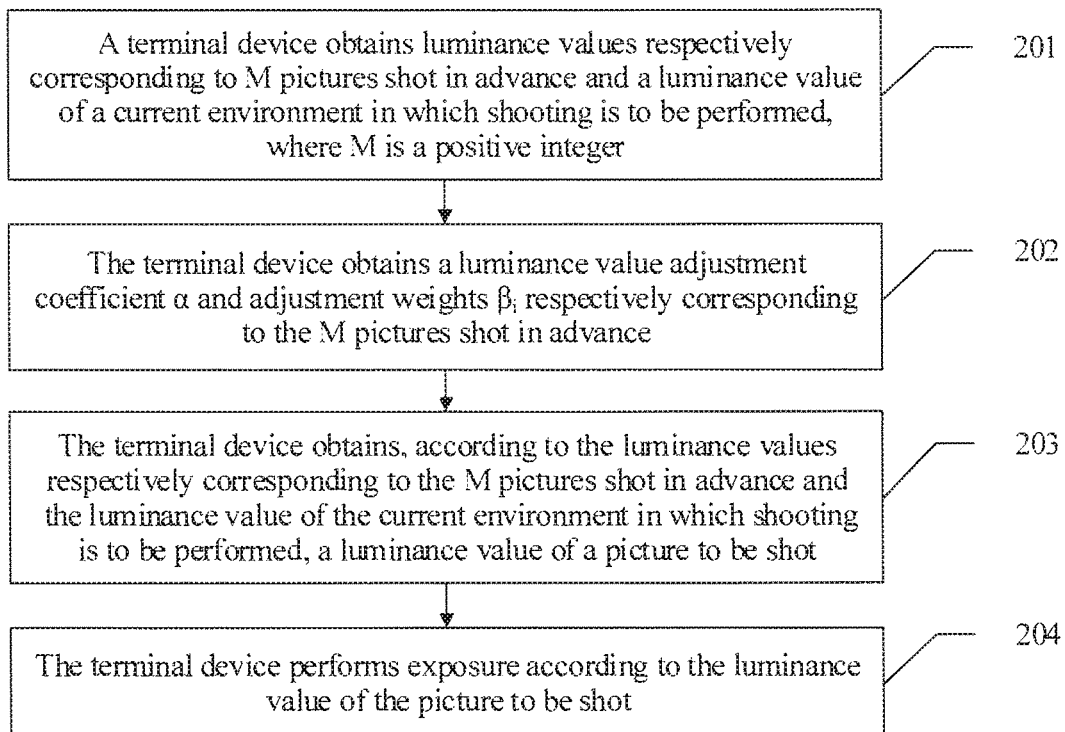 A terminal device obtains luminance values respectively
corresponding to M pictures shot in advance and a luminance value
of a current environment in which shooting is to be performed,
where M is a positive integer
201
The terminal device obtains a luminance value adjustment
coefficient α and adjustment weights βᵢ respectively corresponding
to the M pictures shot in advance
202
The terminal device obtains, according to the luminance values
respectively corresponding to the M pictures shot in advance and
the luminance value of the current environment in which shooting
is to be performed, a luminance value of a picture to be shot
203
The terminal device performs exposure according to the luminance
value of the picture to be shot
204